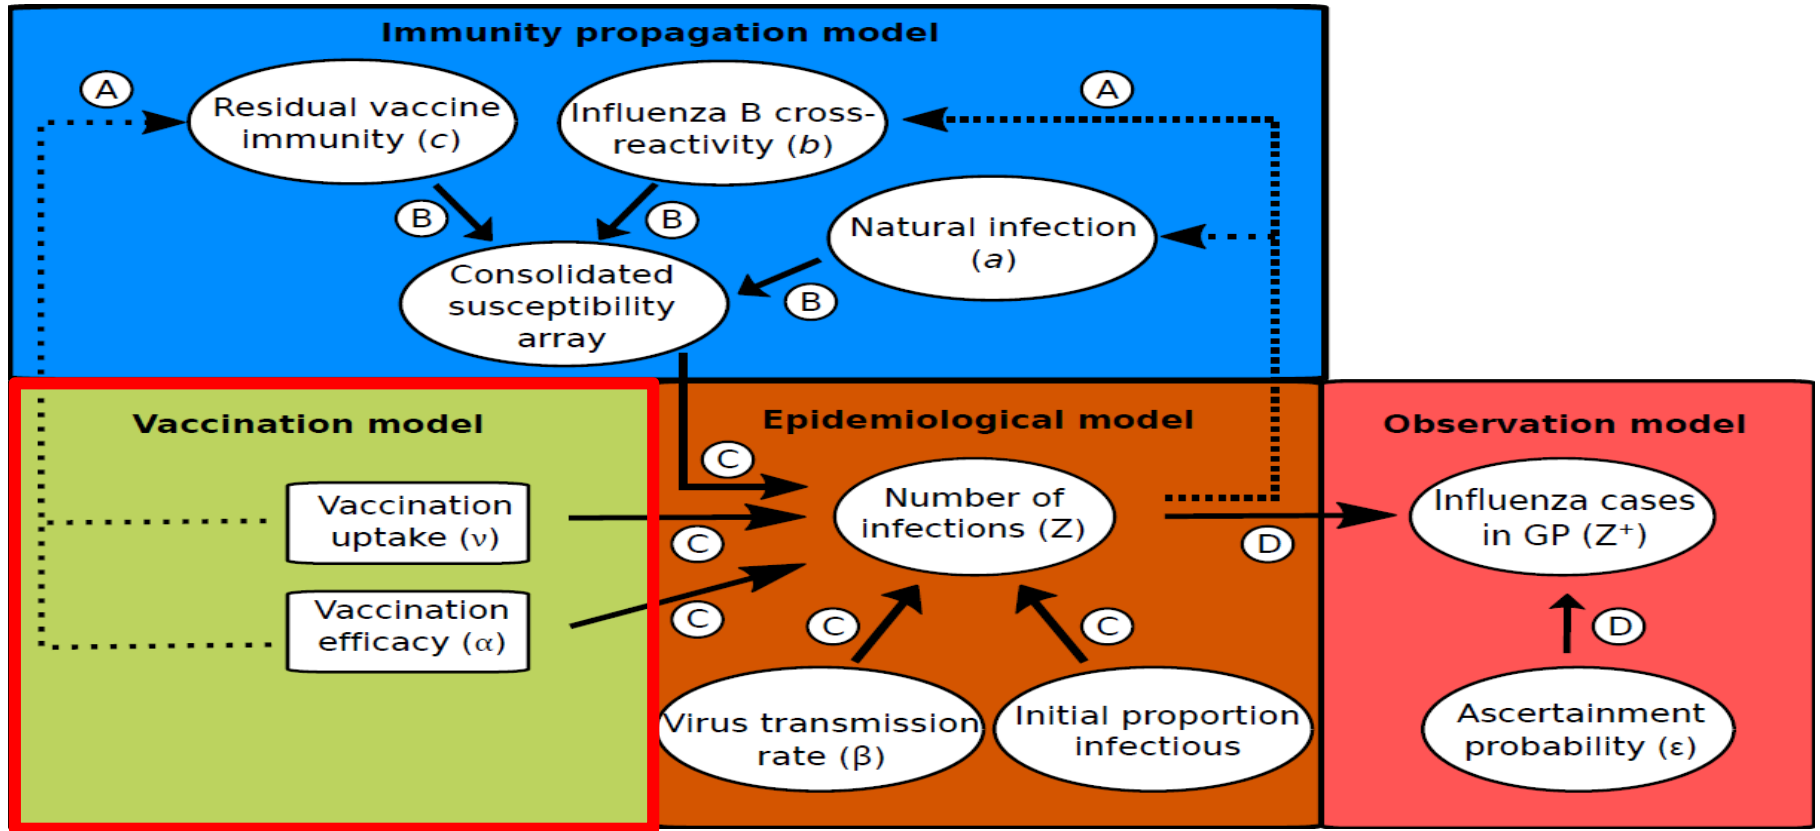 Immunity propagation model
A
Residual vaccine
immunity (c)
Influenza B cross-
reactivity (b)
A
B
B
Natural infection
(a)
B
Consolidated
susceptibility
array
Vaccination model
Vaccination
uptake (ν)
Vaccination
efficacy (α)
Epidemiological model
C
C
C
Number of
infections (Z)
D
C
C
Virus transmission
rate (β)
Initial proportion
infectious
Observation model
Influenza cases
in GP (Z⁺)
D
Ascertainment
probability (ε)